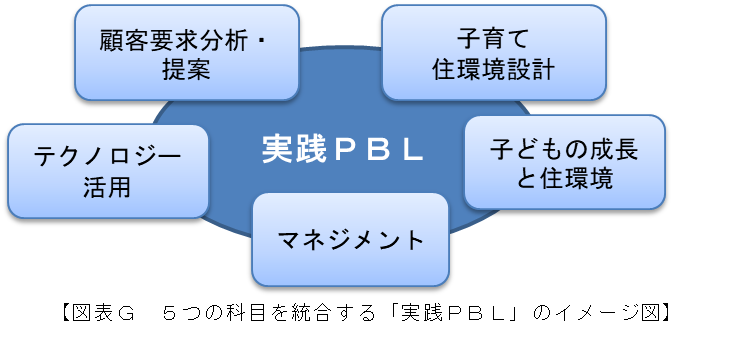 顧客要求分析・
提案
子育て
住環境設計
実践ＰＢＬ
テクノロジー
活用
子どもの成長
と住環境
マネジメント
【図表Ｇ　５つの科目を統合する「実践ＰＢＬ」のイメージ図】